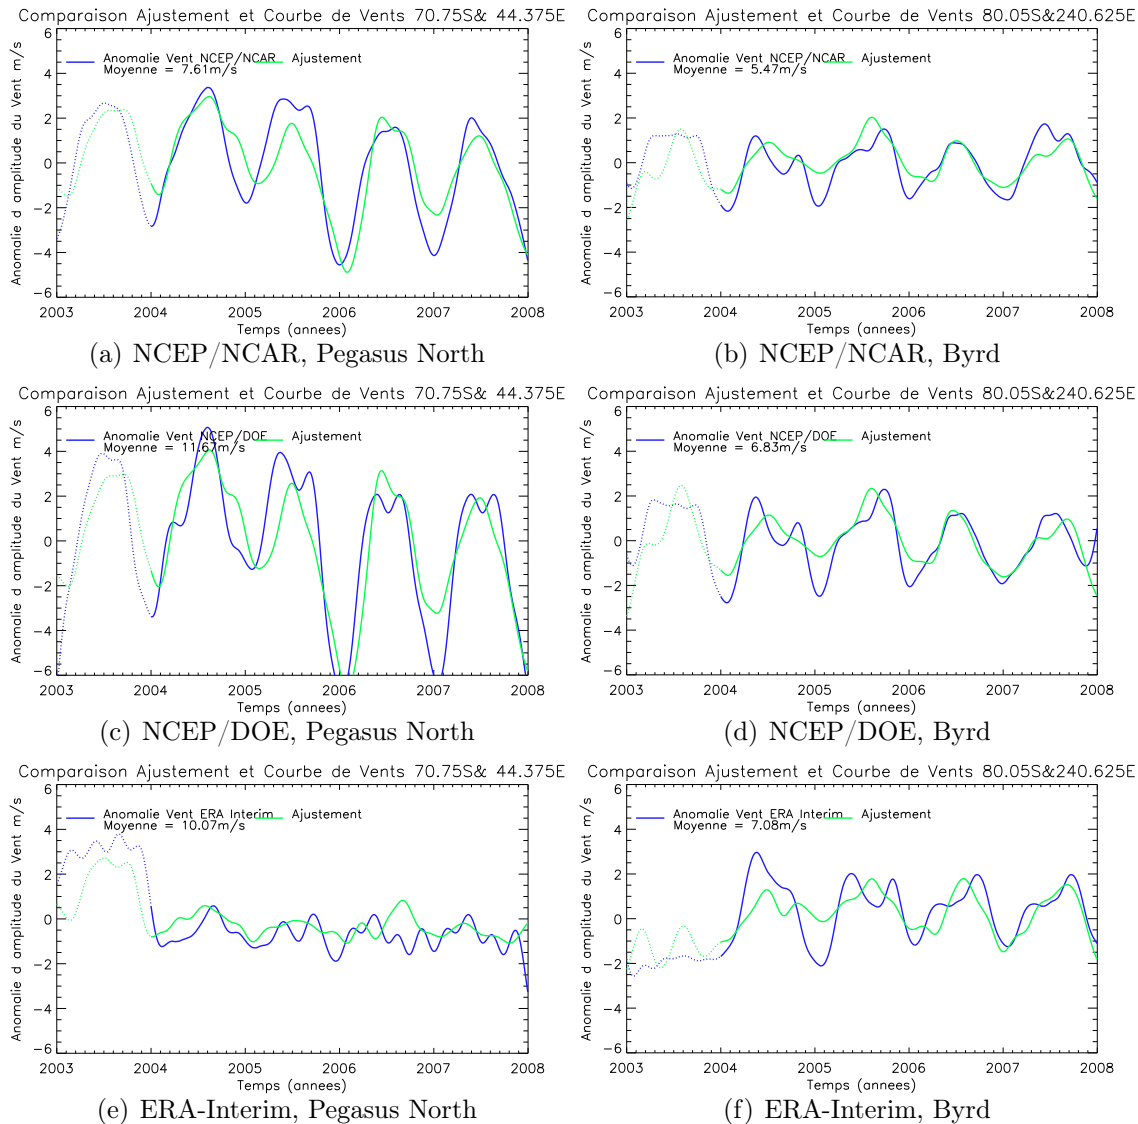 Comparaison Ajustement et Courbe de Vents 70.75S& 44.375E
Anomalie d amplitude du Vent m/s
6
4
2
0
−2
−4
−6
Anomalie Vent NCEP/NCAR
Moyenne = 7.61m/s
Ajustement
2003 2004 2005 2006 2007 2008
Temps (annees)
(a) NCEP/NCAR, Pegasus North
Comparaison Ajustement et Courbe de Vents 80.05S&240.625E
Anomalie d amplitude du Vent m/s
6
4
2
0
−2
−4
−6
Anomalie Vent NCEP/NCAR
Moyenne = 5.47m/s
Ajustement
2003 2004 2005 2006 2007 2008
Temps (annees)
(b) NCEP/NCAR, Byrd
Comparaison Ajustement et Courbe de Vents 70.75S& 44.375E
Anomalie d amplitude du Vent m/s
6
4
2
0
−2
−4
−6
Anomalie Vent NCEP/DOE
Moyenne = 11.67m/s
Ajustement
2003 2004 2005 2006 2007 2008
Temps (annees)
(c) NCEP/DOE, Pegasus North
Comparaison Ajustement et Courbe de Vents 80.05S&240.625E
Anomalie d amplitude du Vent m/s
6
4
2
0
−2
−4
−6
Anomalie Vent NCEP/DOE
Moyenne = 6.83m/s
Ajustement
2003 2004 2005 2006 2007 2008
Temps (annees)
(d) NCEP/DOE, Byrd
Comparaison Ajustement et Courbe de Vents 70.75S& 44.375E
Anomalie d amplitude du Vent m/s
6
4
2
0
−2
−4
−6
Anomalie Vent ERA Interim
Moyenne = 10.07m/s
Ajustement
2003 2004 2005 2006 2007 2008
Temps (annees)
(e) ERA-Interim, Pegasus North
Comparaison Ajustement et Courbe de Vents 80.05S&240.625E
Anomalie d amplitude du Vent m/s
6
4
2
0
−2
−4
−6
Anomalie Vent ERA Interim
Moyenne = 7.08m/s
Ajustement
2003 2004 2005 2006 2007 2008
Temps (annees)
(f) ERA-Interim, Byrd